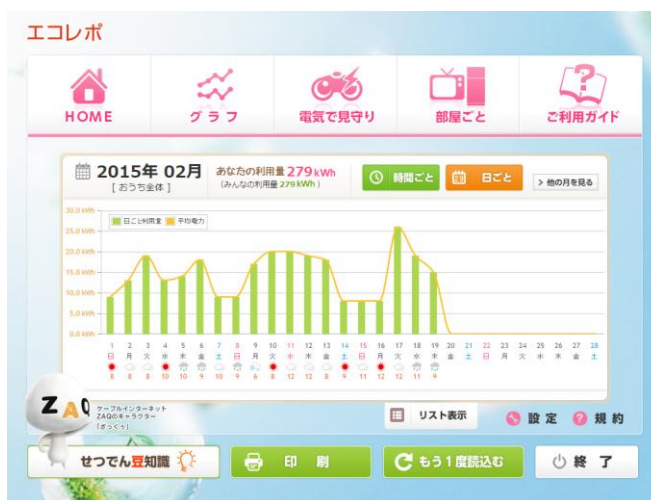 エコレポ
HOME
グラフ
電気で見守り
部屋ごと
ご利用ガイド
2015年 02月
[ おうち全体 ]
あなたの利用量 279 kWh
(みんなの利用量 279 kWh )
時間ごと
日ごと
> 他の月を見る
30.0 kWh
日ごと利用量 平均電力
25.0 kWh
20.0 kWh
15.0 kWh
10.0 kWh
5.0 kWh
0.0 kWh
1 2 3 4 5 6 7 8 9 10 11 12 13 14 15 16 17 18 19 20 21 22 23 24 25 26 27 28
日 月 火 水 木 金 土 日 月 火 水 木 金 土 日 月 火 水 木 金 土 日 月 火 水 木 金 土
8 8 8 10 10 10 9 10 9 6 8 12 12 8 9 11 12 12 11 9
ZAQ
ケーブルインターネット
ZAQのキャラクター
「ざっくぅ」
リスト表示
設 定
規 約
せつでん豆知識
印 刷
もう1度読込む
終 了